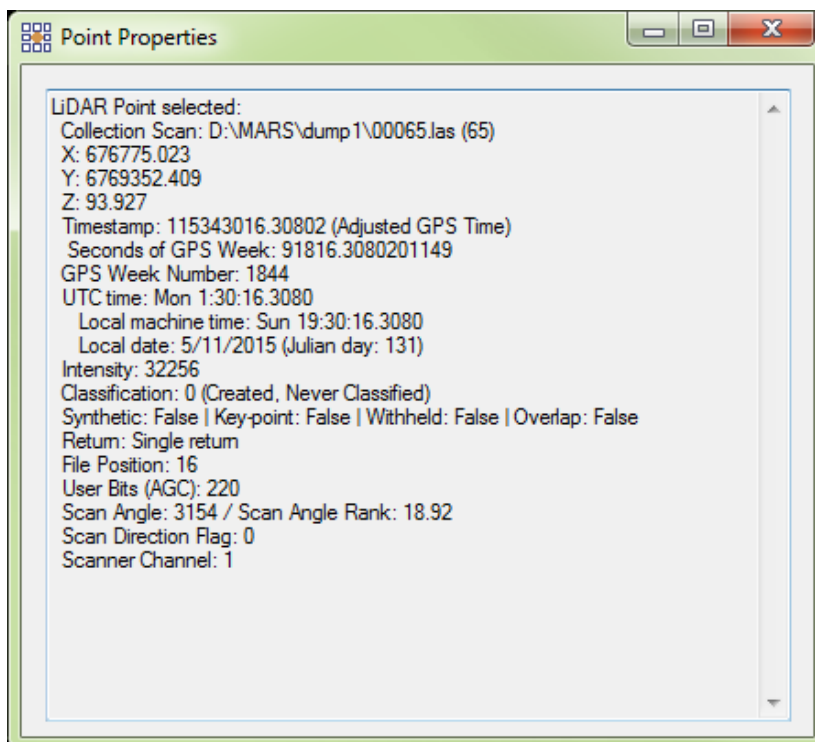 Point Properties
LiDAR Point selected:
Collection Scan: D:\MARS\dump1\00065.las (65)
X: 676775.023
Y: 6769352.409
Z: 93.927
Timestamp: 115343016.30802 (Adjusted GPS Time)
Seconds of GPS Week: 91816.3080201149
GPS Week Number: 1844
UTC time: Mon 1:30:16.3080
Local machine time: Sun 19:30:16.3080
Local date: 5/11/2015 (Julian day: 131)
Intensity: 32256
Classification: 0 (Created, Never Classified)
Synthetic: False | Key-point: False | Withheld: False | Overlap: False
Return: Single return
File Position: 16
User Bits (AGC): 220
Scan Angle: 3154 / Scan Angle Rank: 18.92
Scan Direction Flag: 0
Scanner Channel: 1